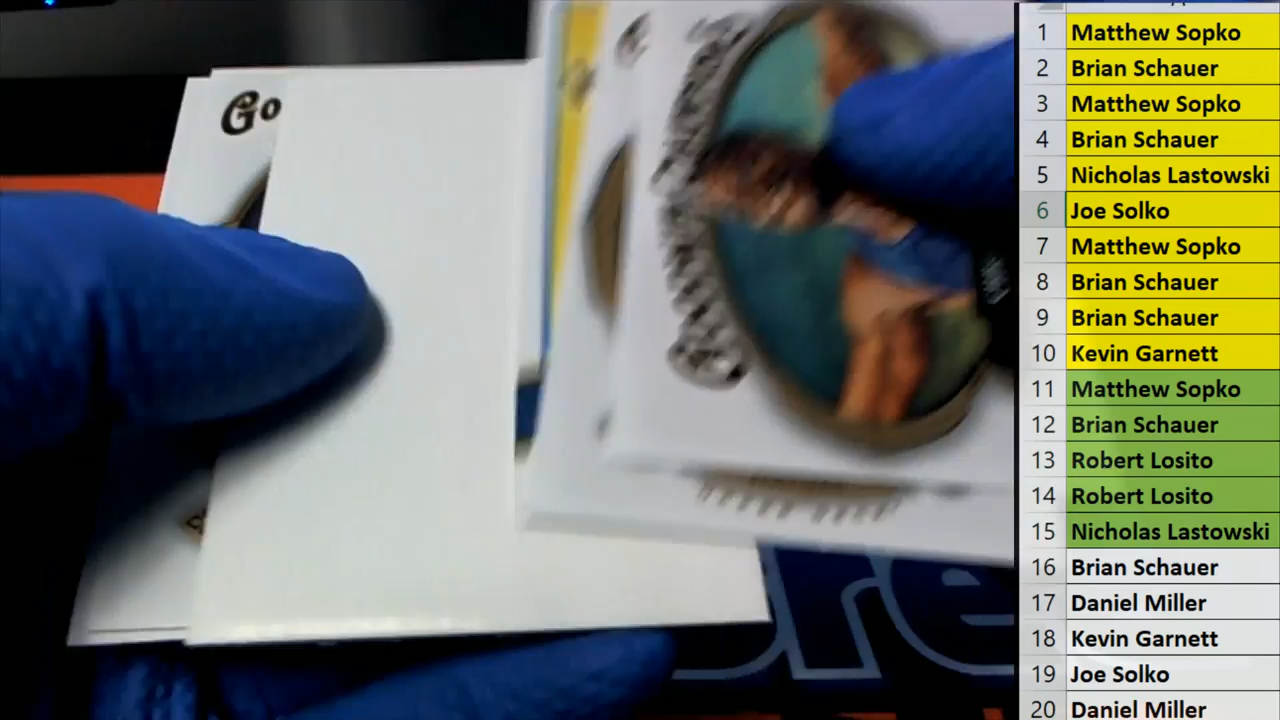 Go
1 Matthew Sopko
2 Brian Schauer
3 Matthew Sopko
4 Brian Schauer
5 Nicholas Lastowski
6 Joe Solko
7 Matthew Sopko
8 Brian Schauer
9 Brian Schauer
10 Kevin Garnett
11 Matthew Sopko
12 Brian Schauer
13 Robert Losito
14 Robert Losito
15 Nicholas Lastowski
16 Brian Schauer
17 Daniel Miller
18 Kevin Garnett
19 Joe Solko
20 Daniel Miller